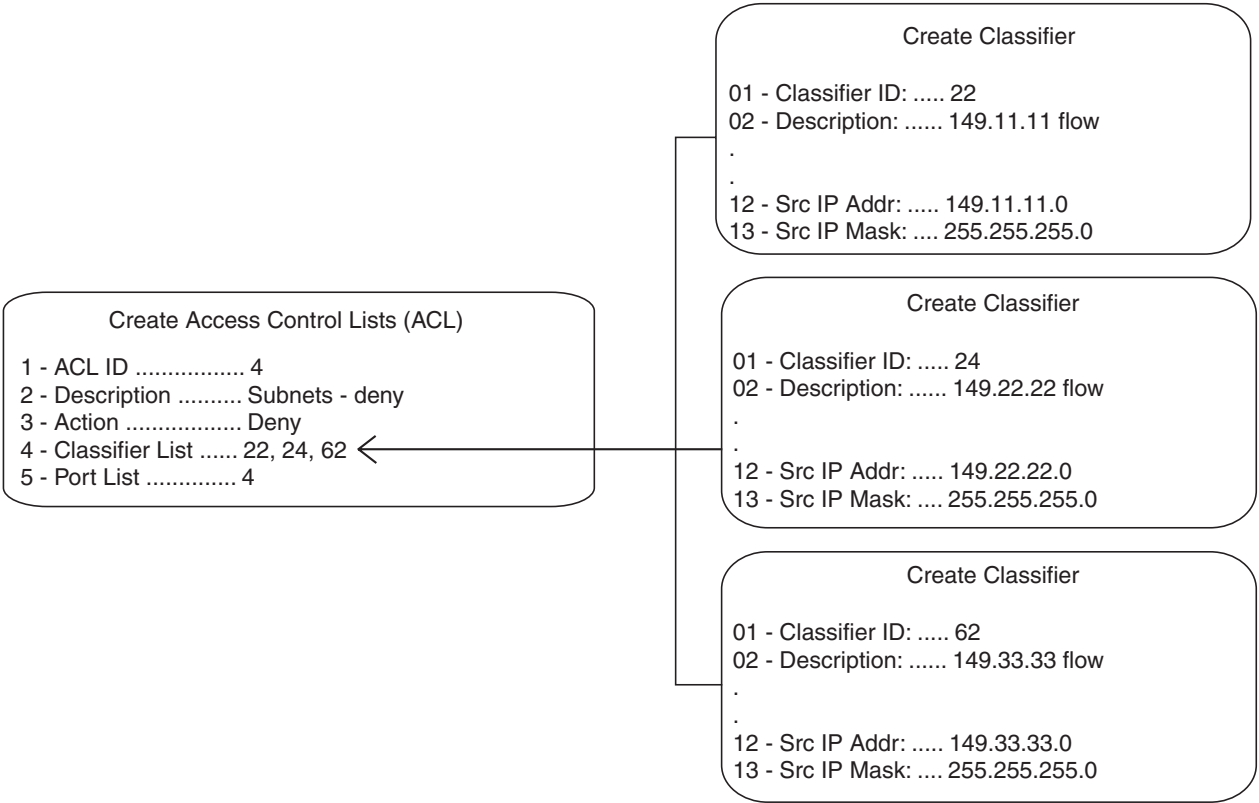 Create Access Control Lists (ACL)
1 - ACL ID ................. 4
2 - Description .......... Subnets - deny
3 - Action .................. Deny
4 - Classifier List ...... 22, 24, 62
5 - Port List .............. 4
Create Classifier
01 - Classifier ID: ..... 22
02 - Description: ...... 149.11.11 flow
.
.
12 - Src IP Addr: ..... 149.11.11.0
13 - Src IP Mask: .... 255.255.255.0
Create Classifier
01 - Classifier ID: ..... 24
02 - Description: ...... 149.22.22 flow
.
.
12 - Src IP Addr: ..... 149.22.22.0
13 - Src IP Mask: .... 255.255.255.0
Create Classifier
01 - Classifier ID: ..... 62
02 - Description: ...... 149.33.33 flow
.
.
12 - Src IP Addr: ..... 149.33.33.0
13 - Src IP Mask: .... 255.255.255.0